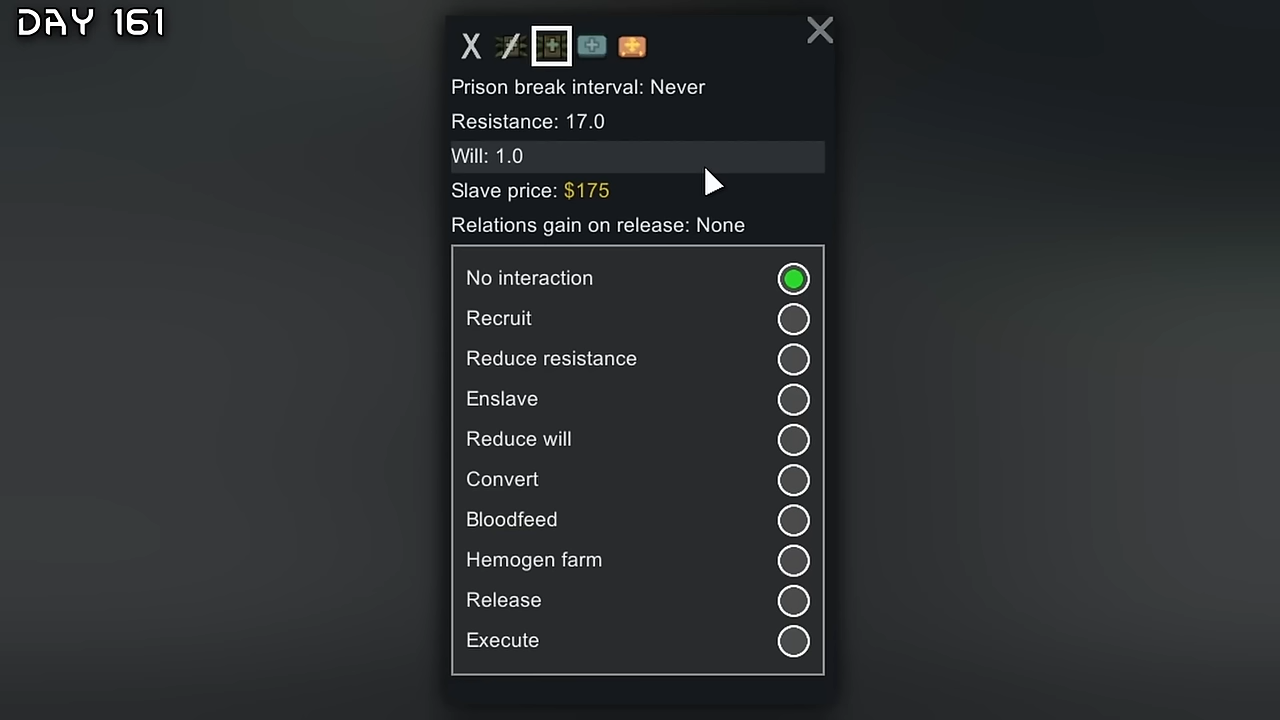 DAY 161
Prison break interval: Never
Resistance: 17.0
Will: 1.0
Slave price: $175
Relations gain on release: None
No interaction
Recruit
Reduce resistance
Enslave
Reduce will
Convert
Bloodfeed
Hemogen farm
Release
Execute